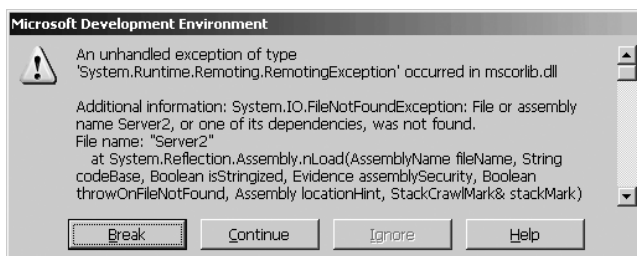 Microsoft Development Environment
An unhandled exception of type
'System.Runtime.Remoting.RemotingException' occurred in mscorlib.dll
Additional information: System.IO.FileNotFoundException: File or assembly
name Server2, or one of its dependencies, was not found.
File name: "Server2"
at System.Reflection.Assembly.nLoad(AssemblyName fileName, String
codeBase, Boolean isStringized, Evidence assemblySecurity, Boolean
throwOnFileNotFound, Assembly locationHint, StackCrawlMark& stackMark)
Break Continue Ignore Help